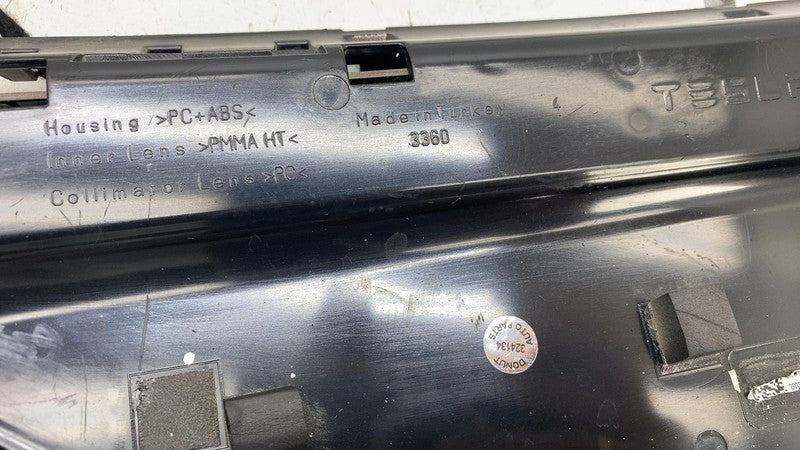 Housing >PC+ABS<
Inner Lens >PMMA HT<
Collimator Lens >PC<
Made in Turkey
3360
TESLA
DONUT
324134
AUTO PARTS